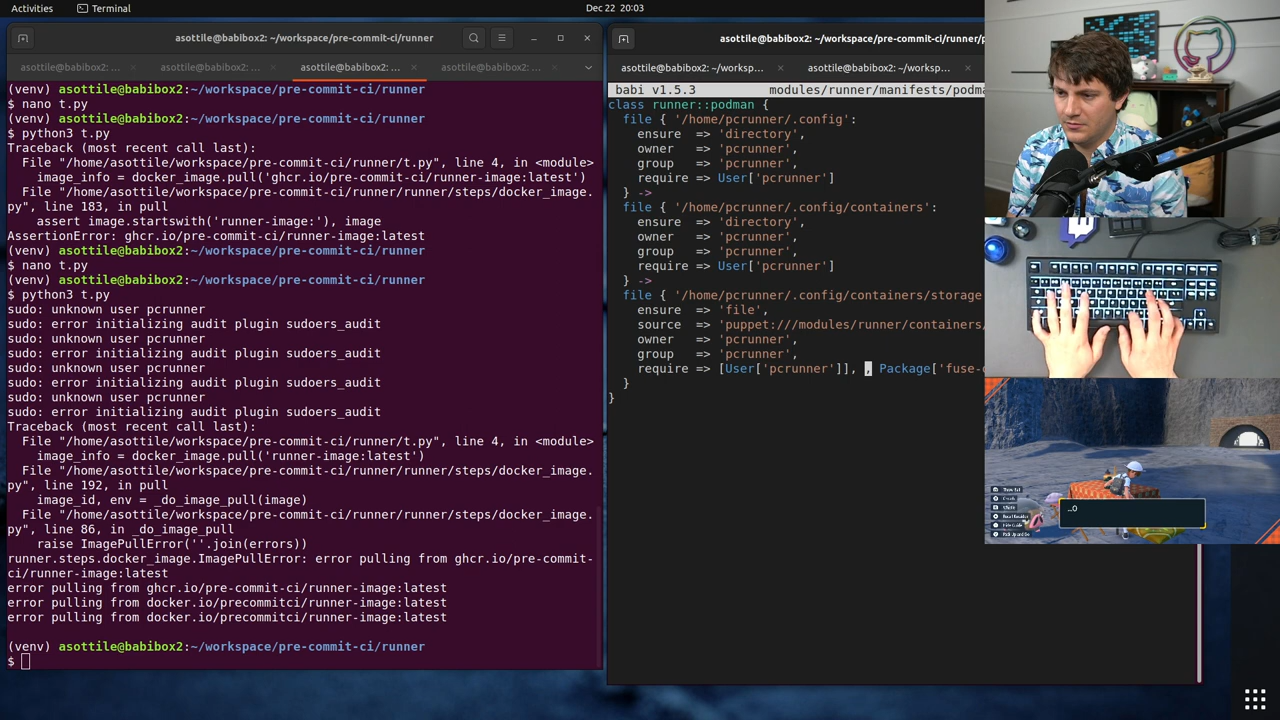 Activities
Terminal
Dec 22 20:03
asottile@babibox2: ~/workspace/pre-commit-ci/runner
asottile@babibox2: ...
asottile@babibox2: ...
asottile@babibox2: ...
asottile@babibox2: ...
(venv) asottile@babibox2:~/workspace/pre-commit-ci/runner
$ nano t.py
(venv) asottile@babibox2:~/workspace/pre-commit-ci/runner
$ python3 t.py
Traceback (most recent call last):
  File "/home/asottile/workspace/pre-commit-ci/runner/t.py", line 4, in <module>
    image_info = docker_image.pull('ghcr.io/pre-commit-ci/runner:latest')
  File "/home/asottile/workspace/pre-commit-ci/runner/runner/steps/docker_image.
py", line 183, in pull
    assert image.startswith('runner-image:'), image
AssertionError: ghcr.io/pre-commit-ci/runner-image:latest
(venv) asottile@babibox2:~/workspace/pre-commit-ci/runner
$ nano t.py
(venv) asottile@babibox2:~/workspace/pre-commit-ci/runner
$ python3 t.py
sudo: unknown user pcrunner
sudo: error initializing audit plugin sudoers_audit
sudo: unknown user pcrunner
sudo: error initializing audit plugin sudoers_audit
sudo: unknown user pcrunner
sudo: error initializing audit plugin sudoers_audit
sudo: unknown user pcrunner
sudo: error initializing audit plugin sudoers_audit
Traceback (most recent call last):
  File "/home/asottile/workspace/pre-commit-ci/runner/t.py", line 4, in <module>
    image_info = docker_image.pull('runner-image:latest')
  File "/home/asottile/workspace/pre-commit-ci/runner/runner/steps/docker_image.
py", line 192, in pull
    image_id, env = _do_image_pull(image)
  File "/home/asottile/workspace/pre-commit-ci/runner/runner/steps/docker_image.
py", line 86, in _do_image_pull
    raise ImagePullError(''.join(errors))
runner.steps.docker_image.ImagePullError: error pulling from ghcr.io/pre-commit-
ci/runner-image:latest
error pulling from ghcr.io/pre-commit-ci/runner-image:latest
error pulling from docker.io/precommitci/runner-image:latest
error pulling from docker.io/precommitci/runner-image:latest
(venv) asottile@babibox2:~/workspace/pre-commit-ci/runner
$
asottile@babibox2: ~/workspace/pre-commit-ci/runner/p
asottile@babibox2: ~/worksp...
asottile@babibox2: ~/worksp...
babi v1.5.3 modules/runner/manifests/podma
class runner::podman {
  file { '/home/pcrunner/.config':
    ensure  => 'directory',
    owner   => 'pcrunner',
    group   => 'pcrunner',
    require => User['pcrunner']
  } ->
  file { '/home/pcrunner/.config/containers':
    ensure  => 'directory',
    owner   => 'pcrunner',
    group   => 'pcrunner',
    require => User['pcrunner']
  } ->
  file { '/home/pcrunner/.config/containers/storage
    ensure  => 'file',
    source  => 'puppet:///modules/runner/containers/
    owner   => 'pcrunner',
    group   => 'pcrunner',
    require => [User['pcrunner']], , Package['fuse-o
  }
}
...O